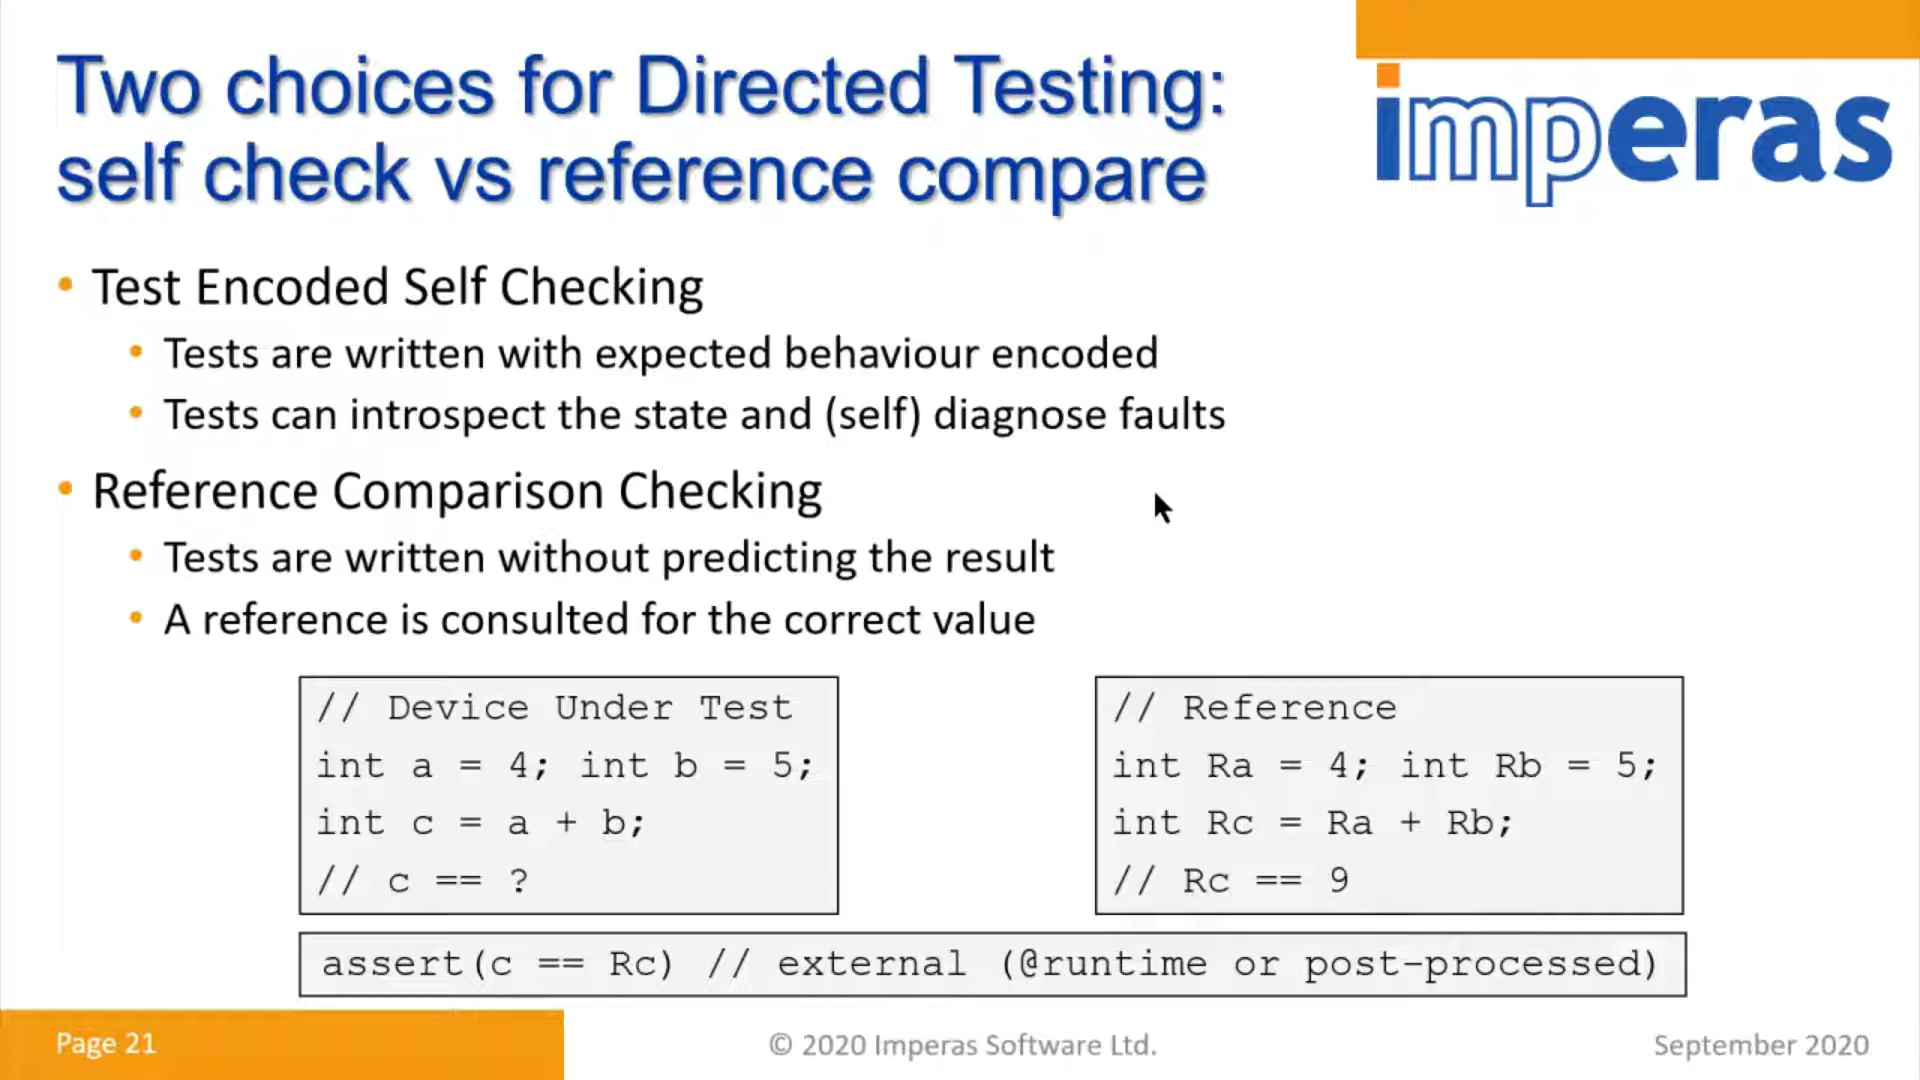 Two choices for Directed Testing:
self check vs reference compare
imperas
• Test Encoded Self Checking
• Tests are written with expected behaviour encoded
• Tests can introspect the state and (self) diagnose faults
• Reference Comparison Checking
• Tests are written without predicting the result
• A reference is consulted for the correct value
// Device Under Test
int a = 4; int b = 5;
int c = a + b;
// c == ?
// Reference
int Ra = 4; int Rb = 5;
int Rc = Ra + Rb;
// Rc == 9
assert(c == Rc) // external (@runtime or post-processed)
Page 21
© 2020 Imperas Software Ltd.
September 2020